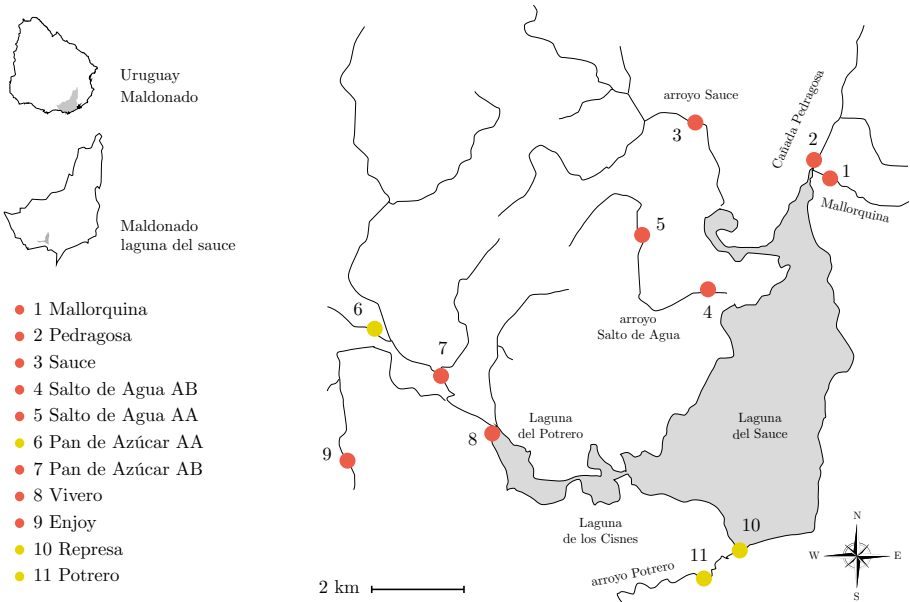 Uruguay
Maldonado
Maldonado
laguna del sauce
1 Mallorquina
2 Pedragosa
3 Sauce
4 Salto de Agua AB
5 Salto de Agua AA
6 Pan de Azúcar AA
7 Pan de Azúcar AB
8 Vivero
9 Enjoy
10 Represa
11 Potrero
arroyo Sauce
3
Cañada Pedragosa
2
1
Mallorquina
5
4
arroyo
Salto de Agua
6
7
8
9
Laguna
del Potrero
Laguna
del Sauce
Laguna
de los Cisnes
10
11
arroyo Potrero
2 km
N
W
E
S